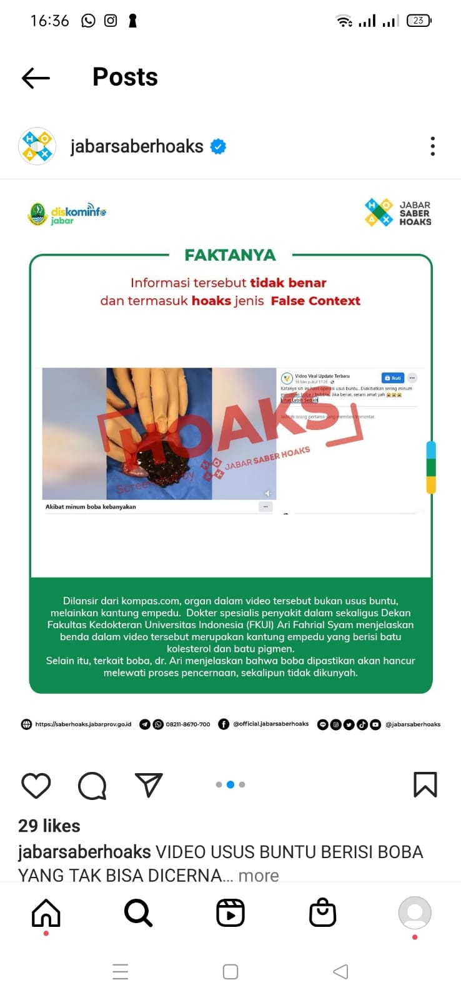 16:36
23
Posts
jabarsaberhoaks
diskominfo
jabar
H O A X
JABAR
SABER
HOAKS
FAKTANYA
Informasi tersebut tidak benar
dan termasuk hoaks jenis False Context
Video Viral Update Terbaru
18 Mei pukul 17.28
Ikuti
Katanya sih ini hasil operasi usus buntu. Diakibatkan sering minum
minuman boba / bubble. Jika benar, seram amat yah 😭😭😭
Lihat Lebih Sedikit
Jadilah orang pertama yang memberi komentar.
HOAKS
Screenshot by
JABAR SABER HOAKS
Akibat minum boba kebanyakan
Dilansir dari kompas.com, organ dalam video tersebut bukan usus buntu,
melainkan kantung empedu. Dokter spesialis penyakit dalam sekaligus Dekan
Fakultas Kedokteran Universitas Indonesia (FKUI) Ari Fahrial Syam menjelaskan
benda dalam video tersebut merupakan kantung empedu yang berisi batu
kolesterol dan batu pigmen.
Selain itu, terkait boba, dr. Ari menjelaskan bahwa boba dipastikan akan hancur
melewati proses pencernaan, sekalipun tidak dikunyah.
https://saberhoaks.jabarprov.go.id 08211-8670-700 @official.jabarsaberhoaks @jabarsaberhoaks
29 likes
jabarsaberhoaks VIDEO USUS BUNTU BERISI BOBA
YANG TAK BISA DICERNA... more